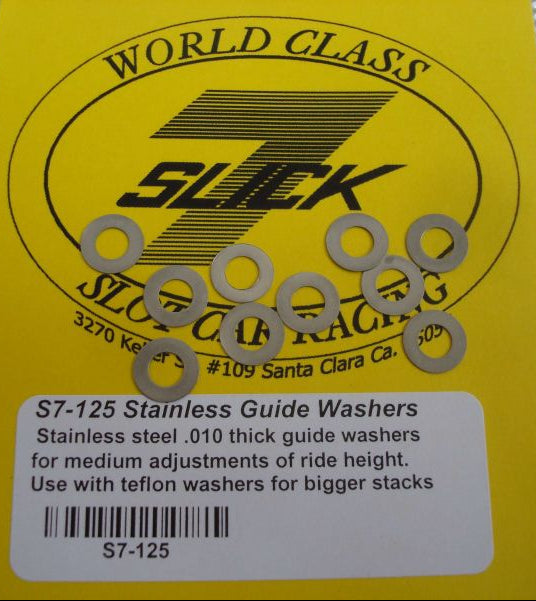 WORLD CLASS
7
SLICK
SLOT CAR RACING
3270 #109 Santa Clara Ca.
S7-125 Stainless Guide Washers
Stainless steel .010 thick guide washers
for medium adjustments of ride height.
Use with teflon washers for bigger stacks
S7-125